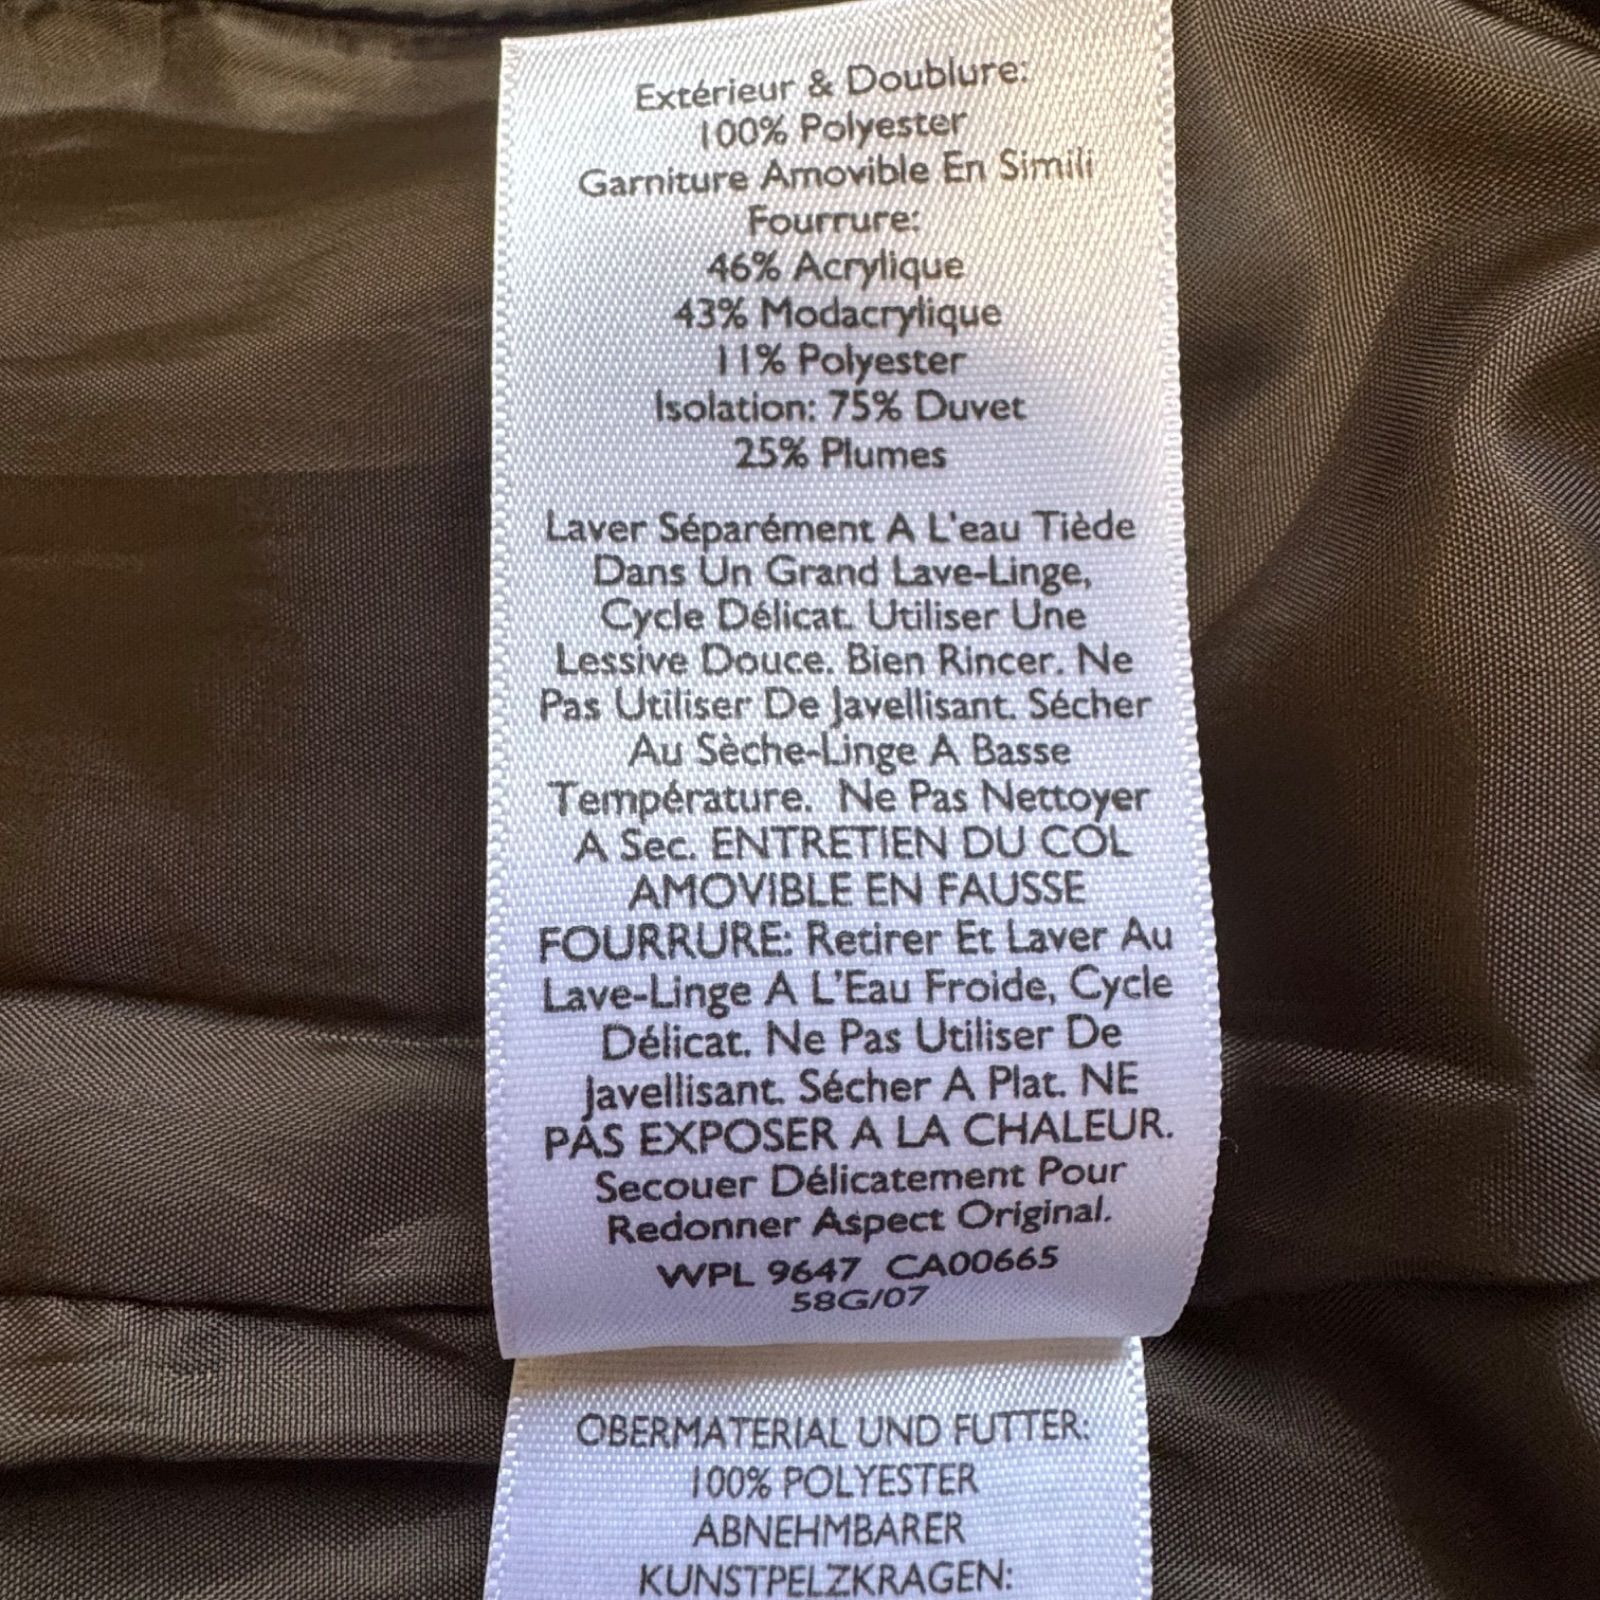 Extérieur & Doublure:
100% Polyester
Garniture Amovible En Simili
Fourrure:
46% Acrylique
43% Modacrylique
11% Polyester
Isolation: 75% Duvet
25% Plumes
Laver Séparément A L'eau Tiède
Dans Un Grand Lave-Linge,
Cycle Délicat. Utiliser Une
Lessive Douce. Bien Rincer. Ne
Pas Utiliser De Javellisant. Sécher
Au Sèche-Linge A Basse
Température. Ne Pas Nettoyer
A Sec. ENTRETIEN DU COL
AMOVIBLE EN FAUSSE
FOURRURE: Retirer Et Laver Au
Lave-Linge A L'Eau Froide, Cycle
Délicat. Ne Pas Utiliser De
Javellisant. Sécher A Plat. NE
PAS EXPOSER A LA CHALEUR.
Secouer Délicatement Pour
Redonner Aspect Original.
WPL 9647 CA00665
58G/07
OBERMATERIAL UND FUTTER:
100% POLYESTER
ABNEHMBARER
KUNSTPELZKRAGEN: